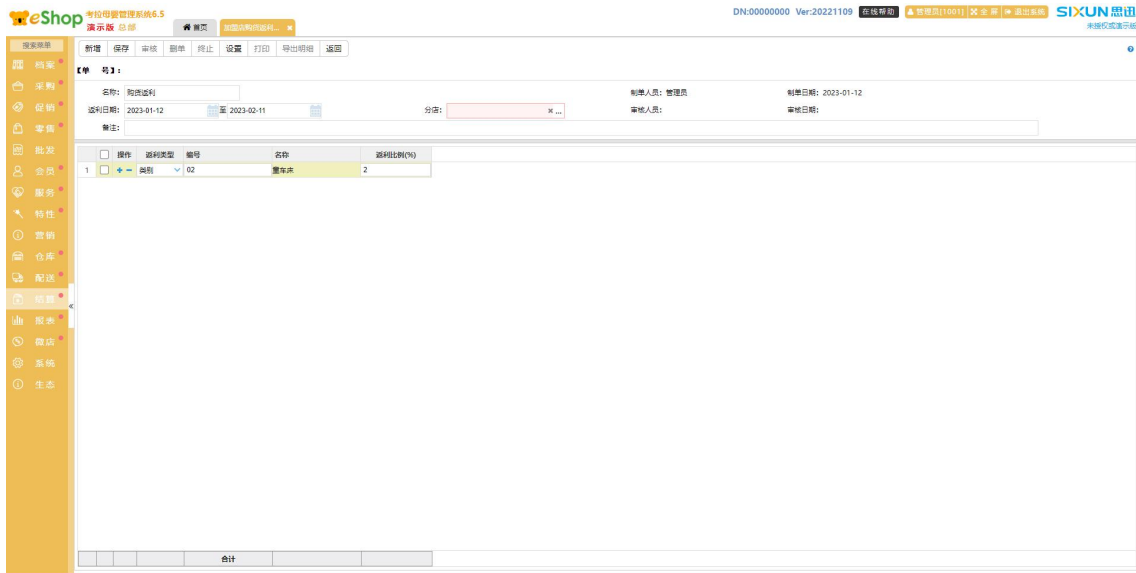 eShop 考拉母婴管理系统6.5
演示版 总部
首页 加盟店购货返利...
DN:00000000 Ver:20221109 在线帮助 管理员[1001] 全屏 退出系统 SIXUN思迅
未授权或演示版
搜索菜单
新增 保存 审核 删单 终止 设置 打印 导出明细 返回
档案
采购
促销
零售
批发
会员
服务
特性
营销
仓库
配送
结算
报表
微店
系统
生态
【单 号】:
名称: 购货返利 制单人员: 管理员 制单日期: 2023-01-12
返利日期: 2023-01-12 至 2023-02-11 分店: ... 审核人员: 审核日期:
备注:
操作 返利类型 编号 名称 返利比例(%)
1 类别 02 童车床 2
合计